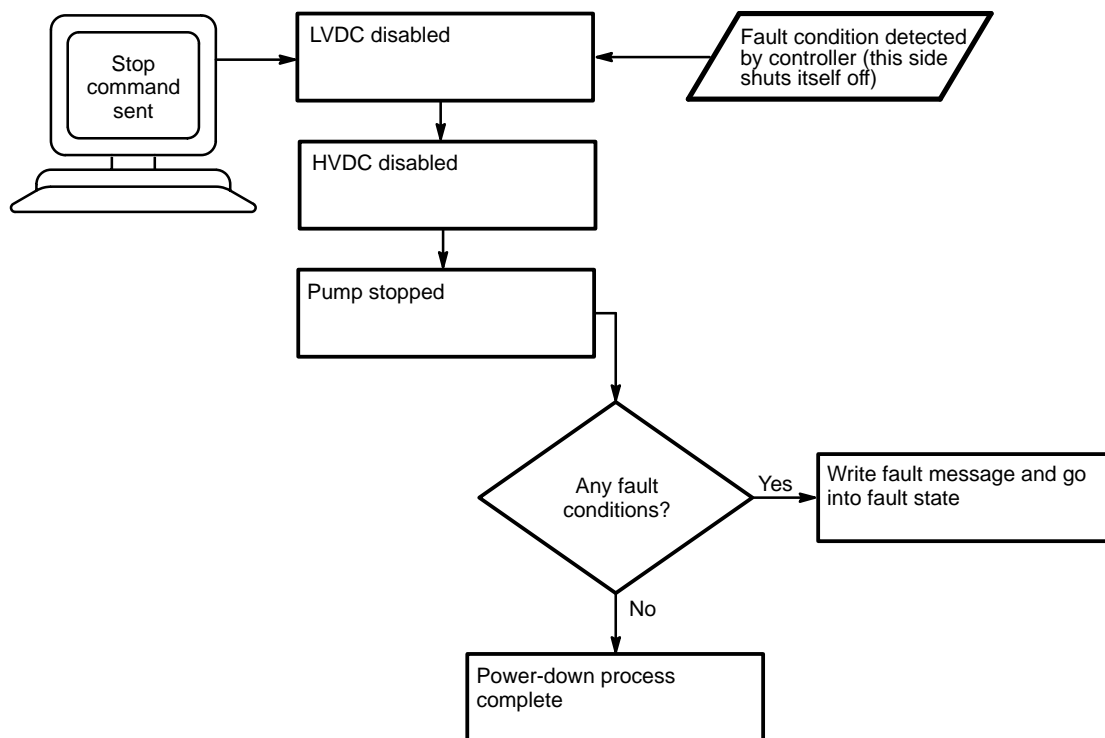 Stop
command
sent
LVDC disabled
Fault condition detected
by controller (this side
shuts itself off)
HVDC disabled
Pump stopped
Any fault
conditions?
Yes
Write fault message and go
into fault state
No
Power-down process
complete